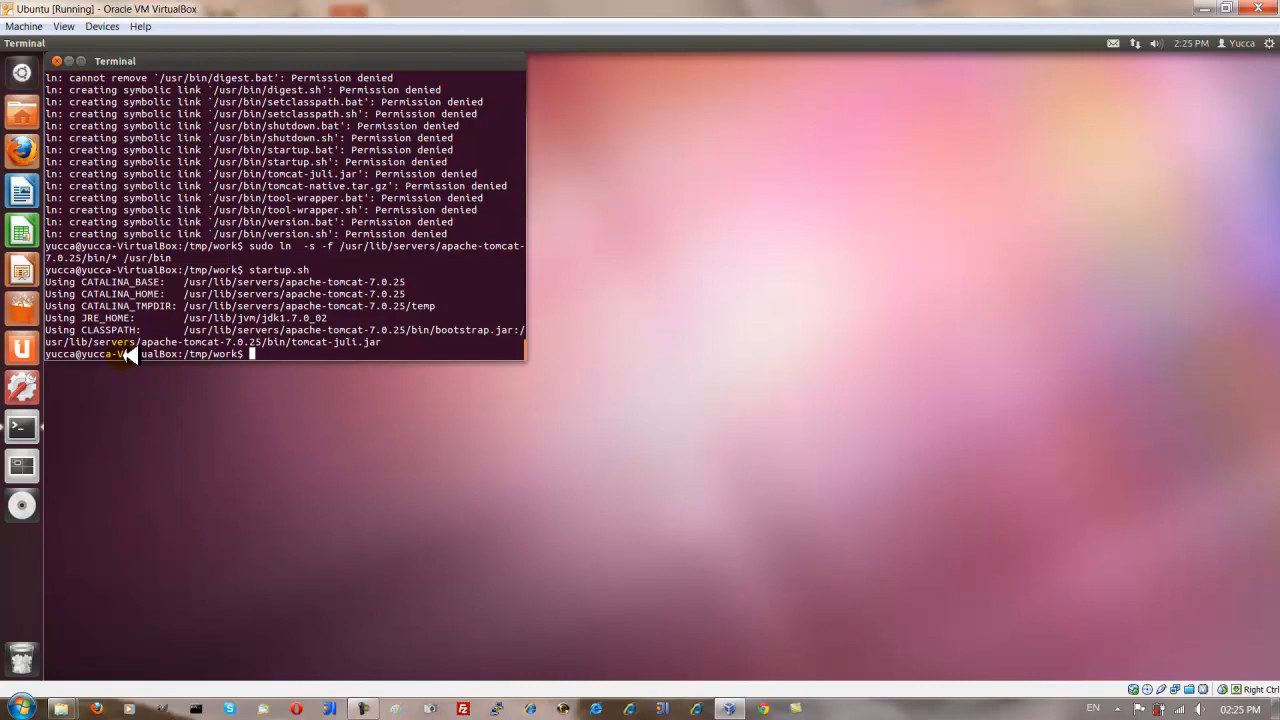 Ubuntu [Running] - Oracle VM VirtualBox
Machine View Devices Help
Terminal 2:25 PM Yucca
Terminal
ln: cannot remove `/usr/bin/digest.bat': Permission denied
ln: creating symbolic link `/usr/bin/digest.sh': Permission denied
ln: creating symbolic link `/usr/bin/setclasspath.bat': Permission denied
ln: creating symbolic link `/usr/bin/setclasspath.sh': Permission denied
ln: creating symbolic link `/usr/bin/shutdown.bat': Permission denied
ln: creating symbolic link `/usr/bin/shutdown.sh': Permission denied
ln: creating symbolic link `/usr/bin/startup.bat': Permission denied
ln: creating symbolic link `/usr/bin/startup.sh': Permission denied
ln: creating symbolic link `/usr/bin/tomcat-juli.jar': Permission denied
ln: creating symbolic link `/usr/bin/tomcat-native.tar.gz': Permission denied
ln: creating symbolic link `/usr/bin/tool-wrapper.bat': Permission denied
ln: creating symbolic link `/usr/bin/tool-wrapper.sh': Permission denied
ln: creating symbolic link `/usr/bin/version.bat': Permission denied
ln: creating symbolic link `/usr/bin/version.sh': Permission denied
yucca@yucca-VirtualBox:/tmp/work$ sudo ln  -s -f /usr/lib/servers/apache-tomcat-
7.0.25/bin/* /usr/bin
yucca@yucca-VirtualBox:/tmp/work$ startup.sh
Using CATALINA_BASE:   /usr/lib/servers/apache-tomcat-7.0.25
Using CATALINA_HOME:   /usr/lib/servers/apache-tomcat-7.0.25
Using CATALINA_TMPDIR: /usr/lib/servers/apache-tomcat-7.0.25/temp
Using JRE_HOME:        /usr/lib/jvm/jdk1.7.0_02
Using CLASSPATH:       /usr/lib/servers/apache-tomcat-7.0.25/bin/bootstrap.jar:/
usr/lib/servers/apache-tomcat-7.0.25/bin/tomcat-juli.jar
yucca@yucca-VirtualBox:/tmp/work$
Right Ctrl
EN 02:25 PM